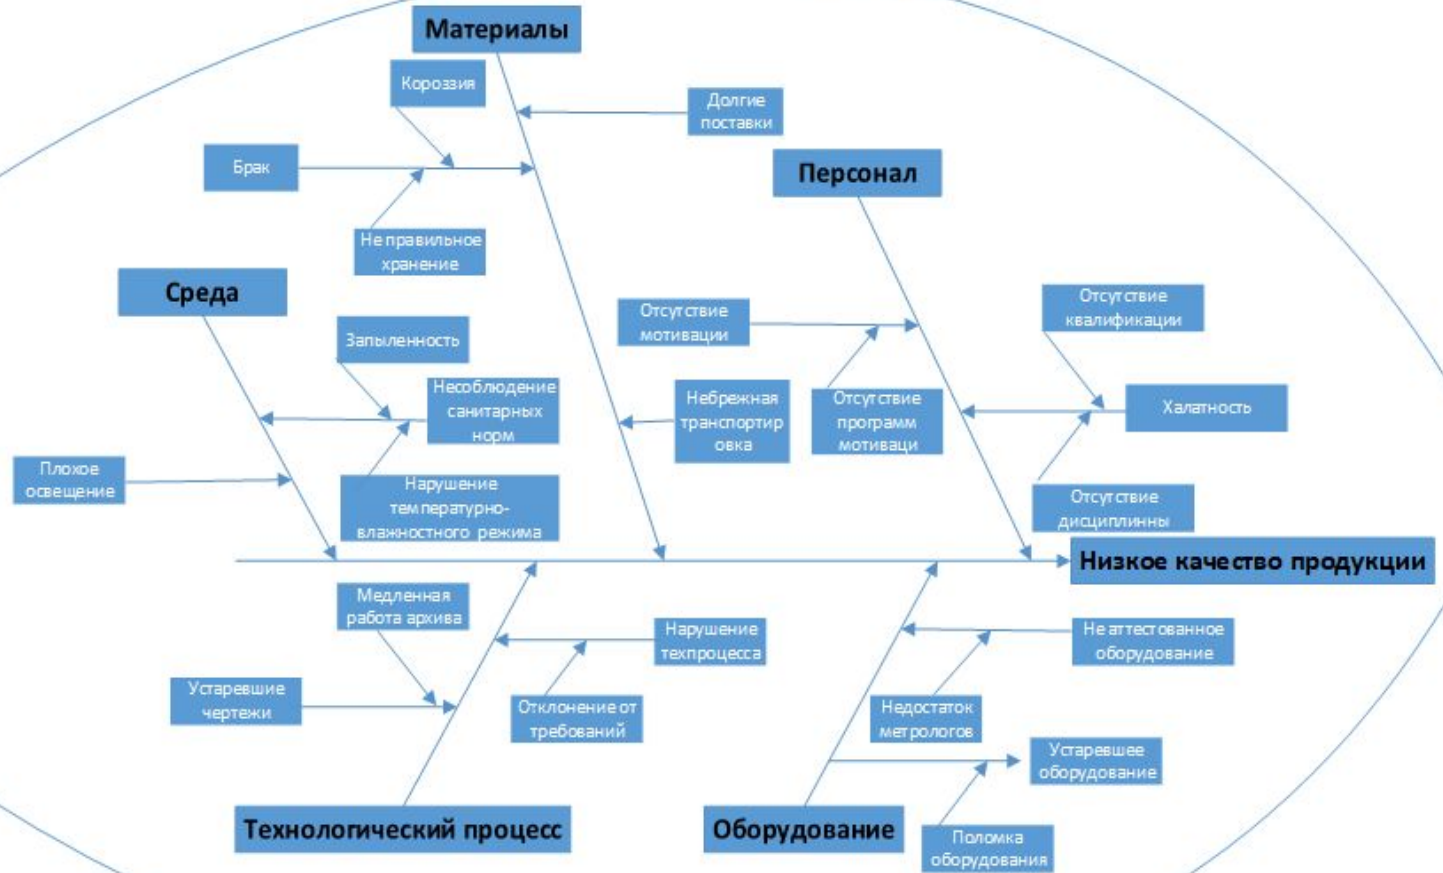 Материалы
Короззия
Долгие
поставки
Брак
Персонал
Не правильное
хранение
Среда
Отсутствие
квалификации
Отсутствие
мотивации
Запыленность
Несоблюдение
санитарных
норм
Небрежная
транспортир
овка
Отсутствие
программ
мотиваци
Халатность
Плохое
освещение
Нарушение
температурно-
влажностного режима
Отсутствие
дисциплинны
Низкое качество продукции
Медленная
работа архива
Нарушение
техпроцесса
Не аттестованное
оборудование
Устаревшие
чертежи
Отклонение от
требований
Недостаток
метрологов
Устаревшее
оборудование
Технологический процесс
Оборудование
Поломка
оборудования